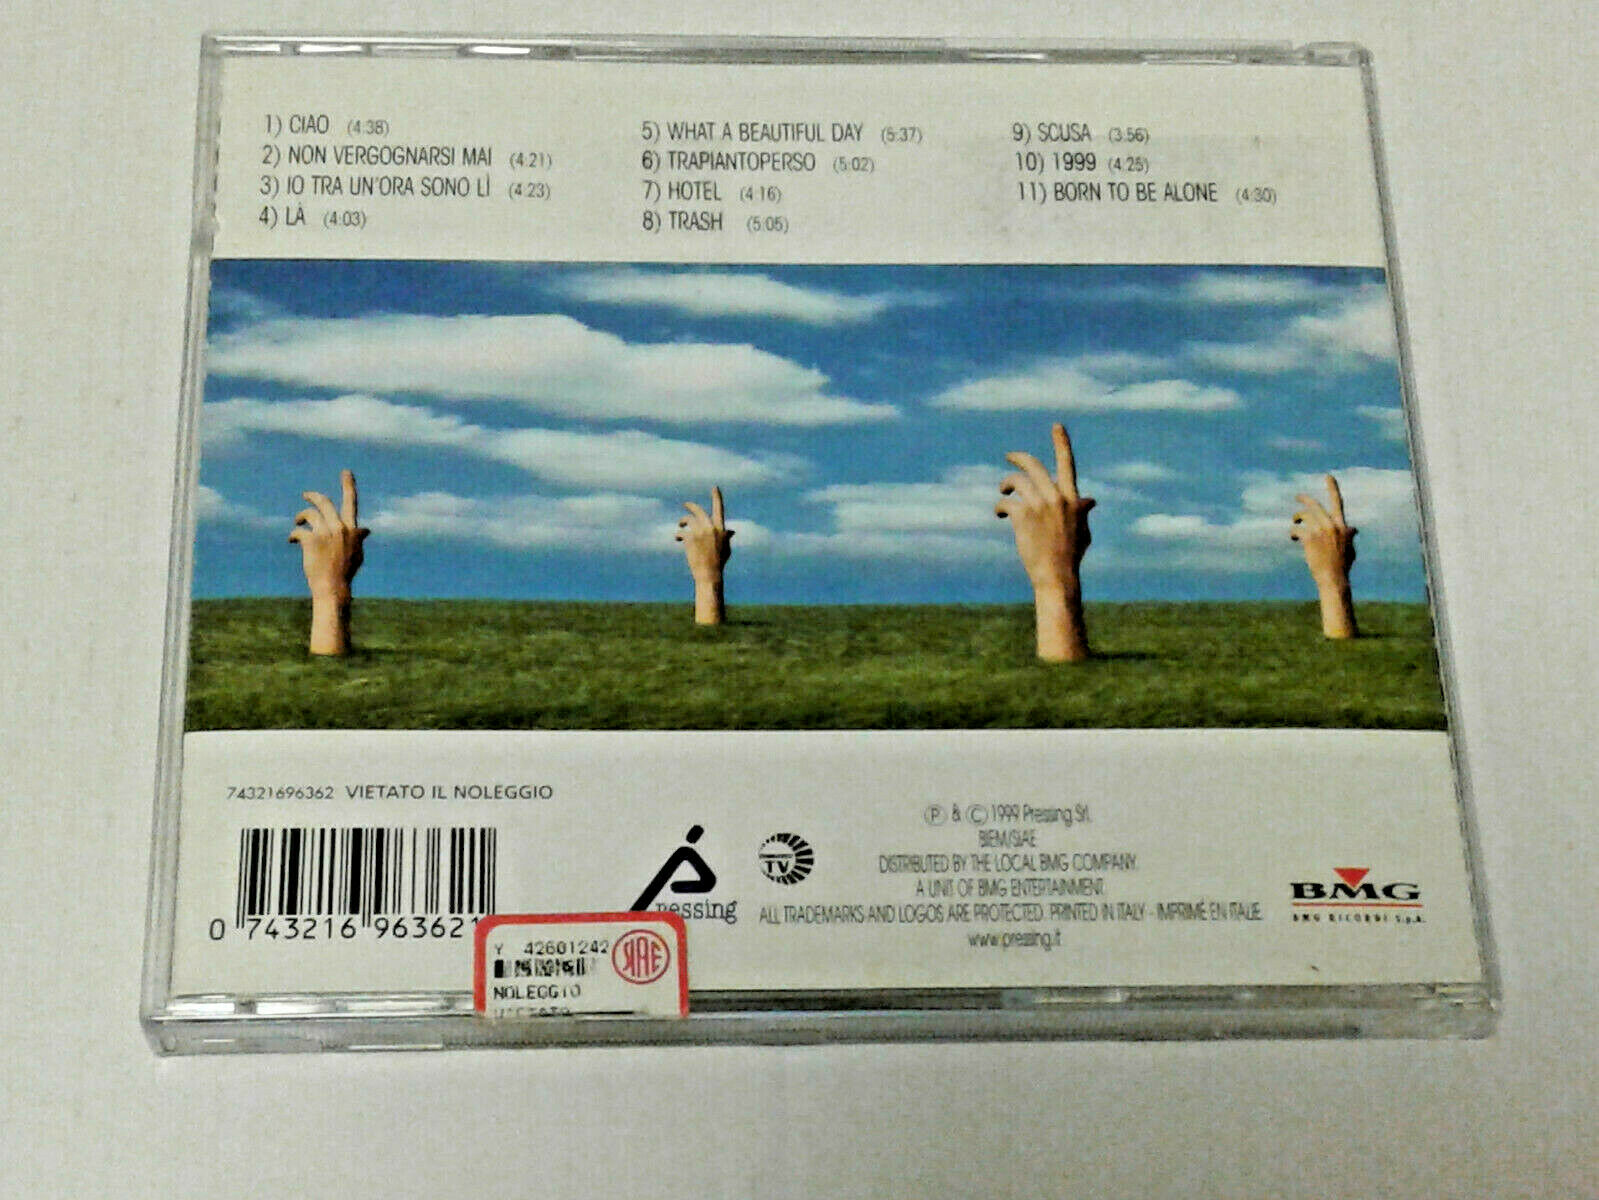 1) CIAO (4:38)
2) NON VERGOGNARSI MAI (4:21)
3) IO TRA UN'ORA SONO LÌ (4:23)
4) LÀ (4:03)
5) WHAT A BEAUTIFUL DAY (5:37)
6) TRAPIANTOPERSO (5:02)
7) HOTEL (4:16)
8) TRASH (5:05)
9) SCUSA (3:56)
10) 1999 (4:25)
11) BORN TO BE ALONE (4:30)
74321696362 VIETATO IL NOLEGGIO
0 743216 963621
Pressing
TV
Ⓟ & Ⓒ 1999 Pressing Srl.
BIEM/SIAE
DISTRIBUTED BY THE LOCAL BMG COMPANY.
A UNIT OF BMG ENTERTAINMENT.
ALL TRADEMARKS AND LOGOS ARE PROTECTED. PRINTED IN ITALY - IMPRIMÉ EN ITALIE.
www.pressing.it
BMG
BMG RICORDI S.p.A.
Y 42601242
NOLEGGIO